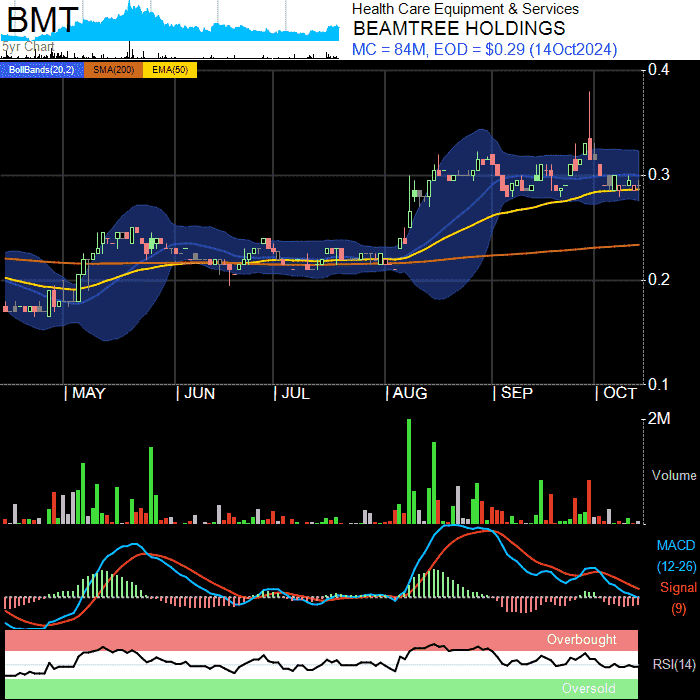 BMT
5yr Chart
Health Care Equipment & Services
BEAMTREE HOLDINGS
MC = 84M, EOD = $0.29 (14Oct2024)
BollBands(20,2) SMA(200) EMA(50)
0.4
0.3
0.2
0.1
| MAY | JUN | JUL | AUG | SEP | OCT
2M
Volume
MACD
(12-26)
Signal
(9)
Overbought
RSI(14)
Oversold